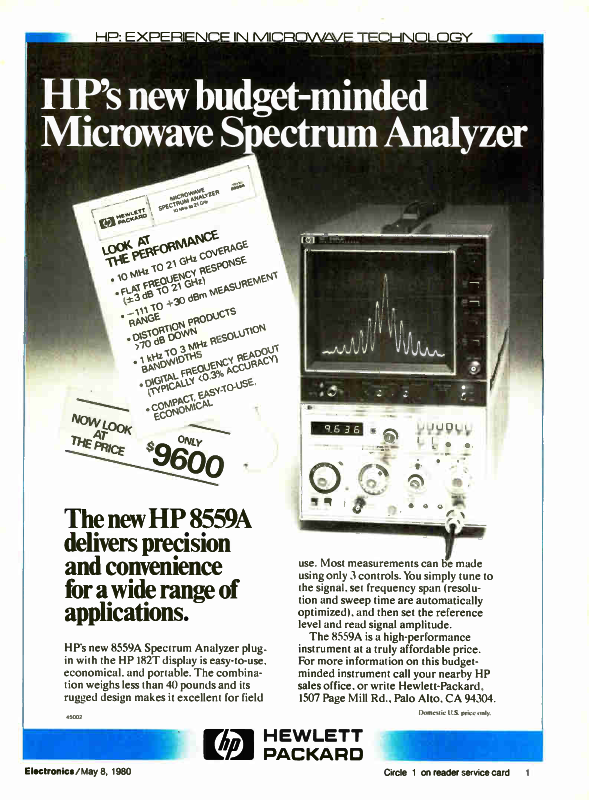 HP: EXPERIENCE IN MICROWAVE TECHNOLOGY
HP's new budget-minded
Microwave Spectrum Analyzer
HEWLETT
PACKARD
MICROWAVE
SPECTRUM ANALYZER
10 MHz to 21 GHz
LOOK AT
THE PERFORMANCE
• 10 MHz TO 21 GHz COVERAGE
• FLAT FREQUENCY RESPONSE
(±3 dB TO 21 GHz)
• −111 TO +30 dBm MEASUREMENT
RANGE
• DISTORTION PRODUCTS
>70 dB DOWN
• 1 kHz TO 3 MHz RESOLUTION
BANDWIDTHS
• DIGITAL FREQUENCY READOUT
(TYPICALLY <0.3% ACCURACY)
• COMPACT, EASY-TO-USE,
ECONOMICAL
NOW LOOK
AT
THE PRICE
ONLY
$9600
9.636
The new HP 8559A
delivers precision
and convenience
for a wide range of
applications.
HP's new 8559A Spectrum Analyzer plug-
in with the HP 182T display is easy-to-use,
economical, and portable. The combina-
tion weighs less than 40 pounds and its
rugged design makes it excellent for field
45002
use. Most measurements can be made
using only 3 controls. You simply tune to
the signal, set frequency span (resolu-
tion and sweep time are automatically
optimized), and then set the reference
level and read signal amplitude.
The 8559A is a high-performance
instrument at a truly affordable price.
For more information on this budget-
minded instrument call your nearby HP
sales office, or write Hewlett-Packard,
1507 Page Mill Rd., Palo Alto, CA 94304.
Domestic U.S. price only.
hp HEWLETT
PACKARD
Electronics/May 8, 1980
Circle 1 on reader service card 1